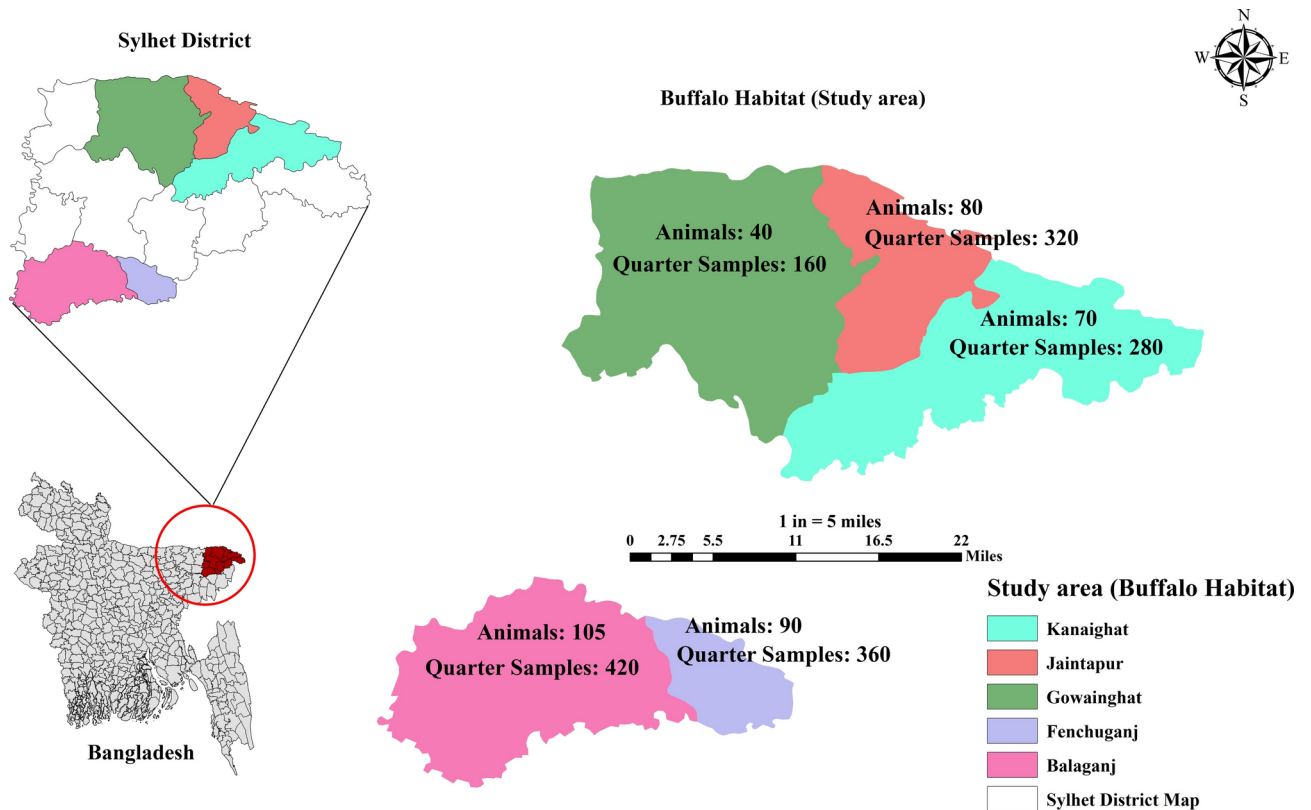 Sylhet District
N
W
E
S
Buffalo Habitat (Study area)
Animals: 40
Quarter Samples: 160
Animals: 80
Quarter Samples: 320
Animals: 70
Quarter Samples: 280
1 in = 5 miles
0 2.75 5.5 11 16.5 22
Miles
Animals: 105
Quarter Samples: 420
Animals: 90
Quarter Samples: 360
Bangladesh
Study area (Buffalo Habitat)
Kanaighat
Jaintapur
Gowainghat
Fenchuganj
Balaganj
Sylhet District Map